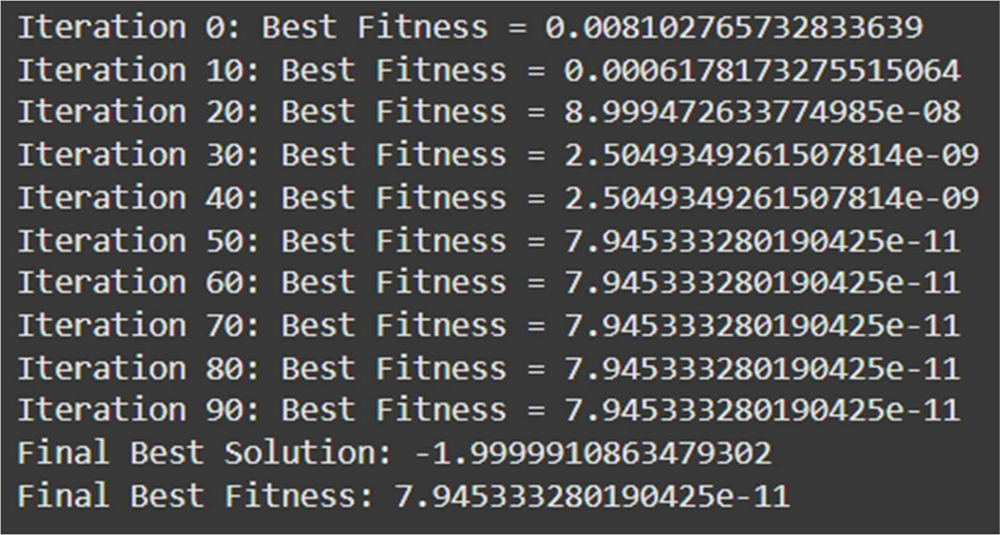 Iteration 0: Best Fitness = 0.008102765732833639
Iteration 10: Best Fitness = 0.0006178173275515064
Iteration 20: Best Fitness = 8.999472633774985e-08
Iteration 30: Best Fitness = 2.5049349261507814e-09
Iteration 40: Best Fitness = 2.5049349261507814e-09
Iteration 50: Best Fitness = 7.945333280190425e-11
Iteration 60: Best Fitness = 7.945333280190425e-11
Iteration 70: Best Fitness = 7.945333280190425e-11
Iteration 80: Best Fitness = 7.945333280190425e-11
Iteration 90: Best Fitness = 7.945333280190425e-11
Final Best Solution: -1.9999910863479302
Final Best Fitness: 7.945333280190425e-11